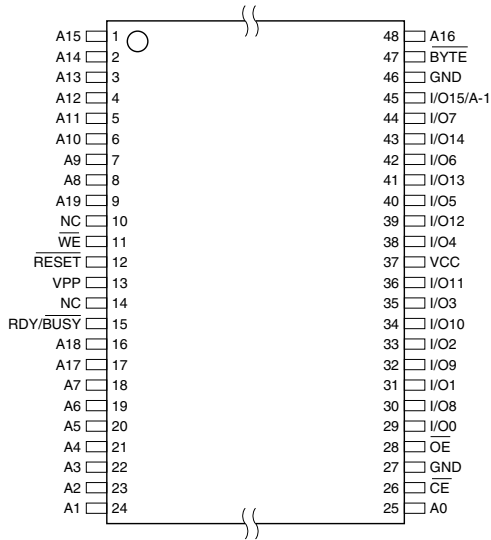 A15 1 48 A16
A14 2 47 BYTE
A13 3 46 GND
A12 4 45 I/O15/A-1
A11 5 44 I/O7
A10 6 43 I/O14
A9 7 42 I/O6
A8 8 41 I/O13
A19 9 40 I/O5
NC 10 39 I/O12
WE 11 38 I/O4
RESET 12 37 VCC
VPP 13 36 I/O11
NC 14 35 I/O3
RDY/BUSY 15 34 I/O10
A18 16 33 I/O2
A17 17 32 I/O9
A7 18 31 I/O1
A6 19 30 I/O8
A5 20 29 I/O0
A4 21 28 OE
A3 22 27 GND
A2 23 26 CE
A1 24 25 A0